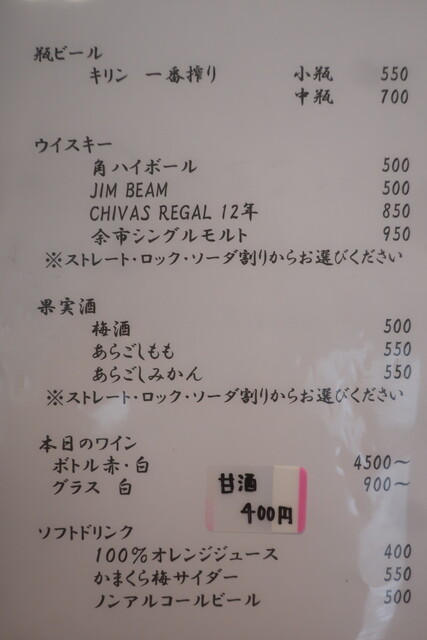 瓶ビール
キリン 一番搾り 小瓶 550
中瓶 700
ウイスキー
角ハイボール 500
JIM BEAM 500
CHIVAS REGAL 12年 850
余市シングルモルト 950
※ストレート・ロック・ソーダ割りからお選びください
果実酒
梅酒 500
あらごしもも 550
あらごしみかん 550
※ストレート・ロック・ソーダ割りからお選びください
本日のワイン
ボトル赤・白 4500～
グラス 白 900～
甘酒
400円
ソフトドリンク
100%オレンジジュース 400
かまくら梅サイダー 550
ノンアルコールビール 500